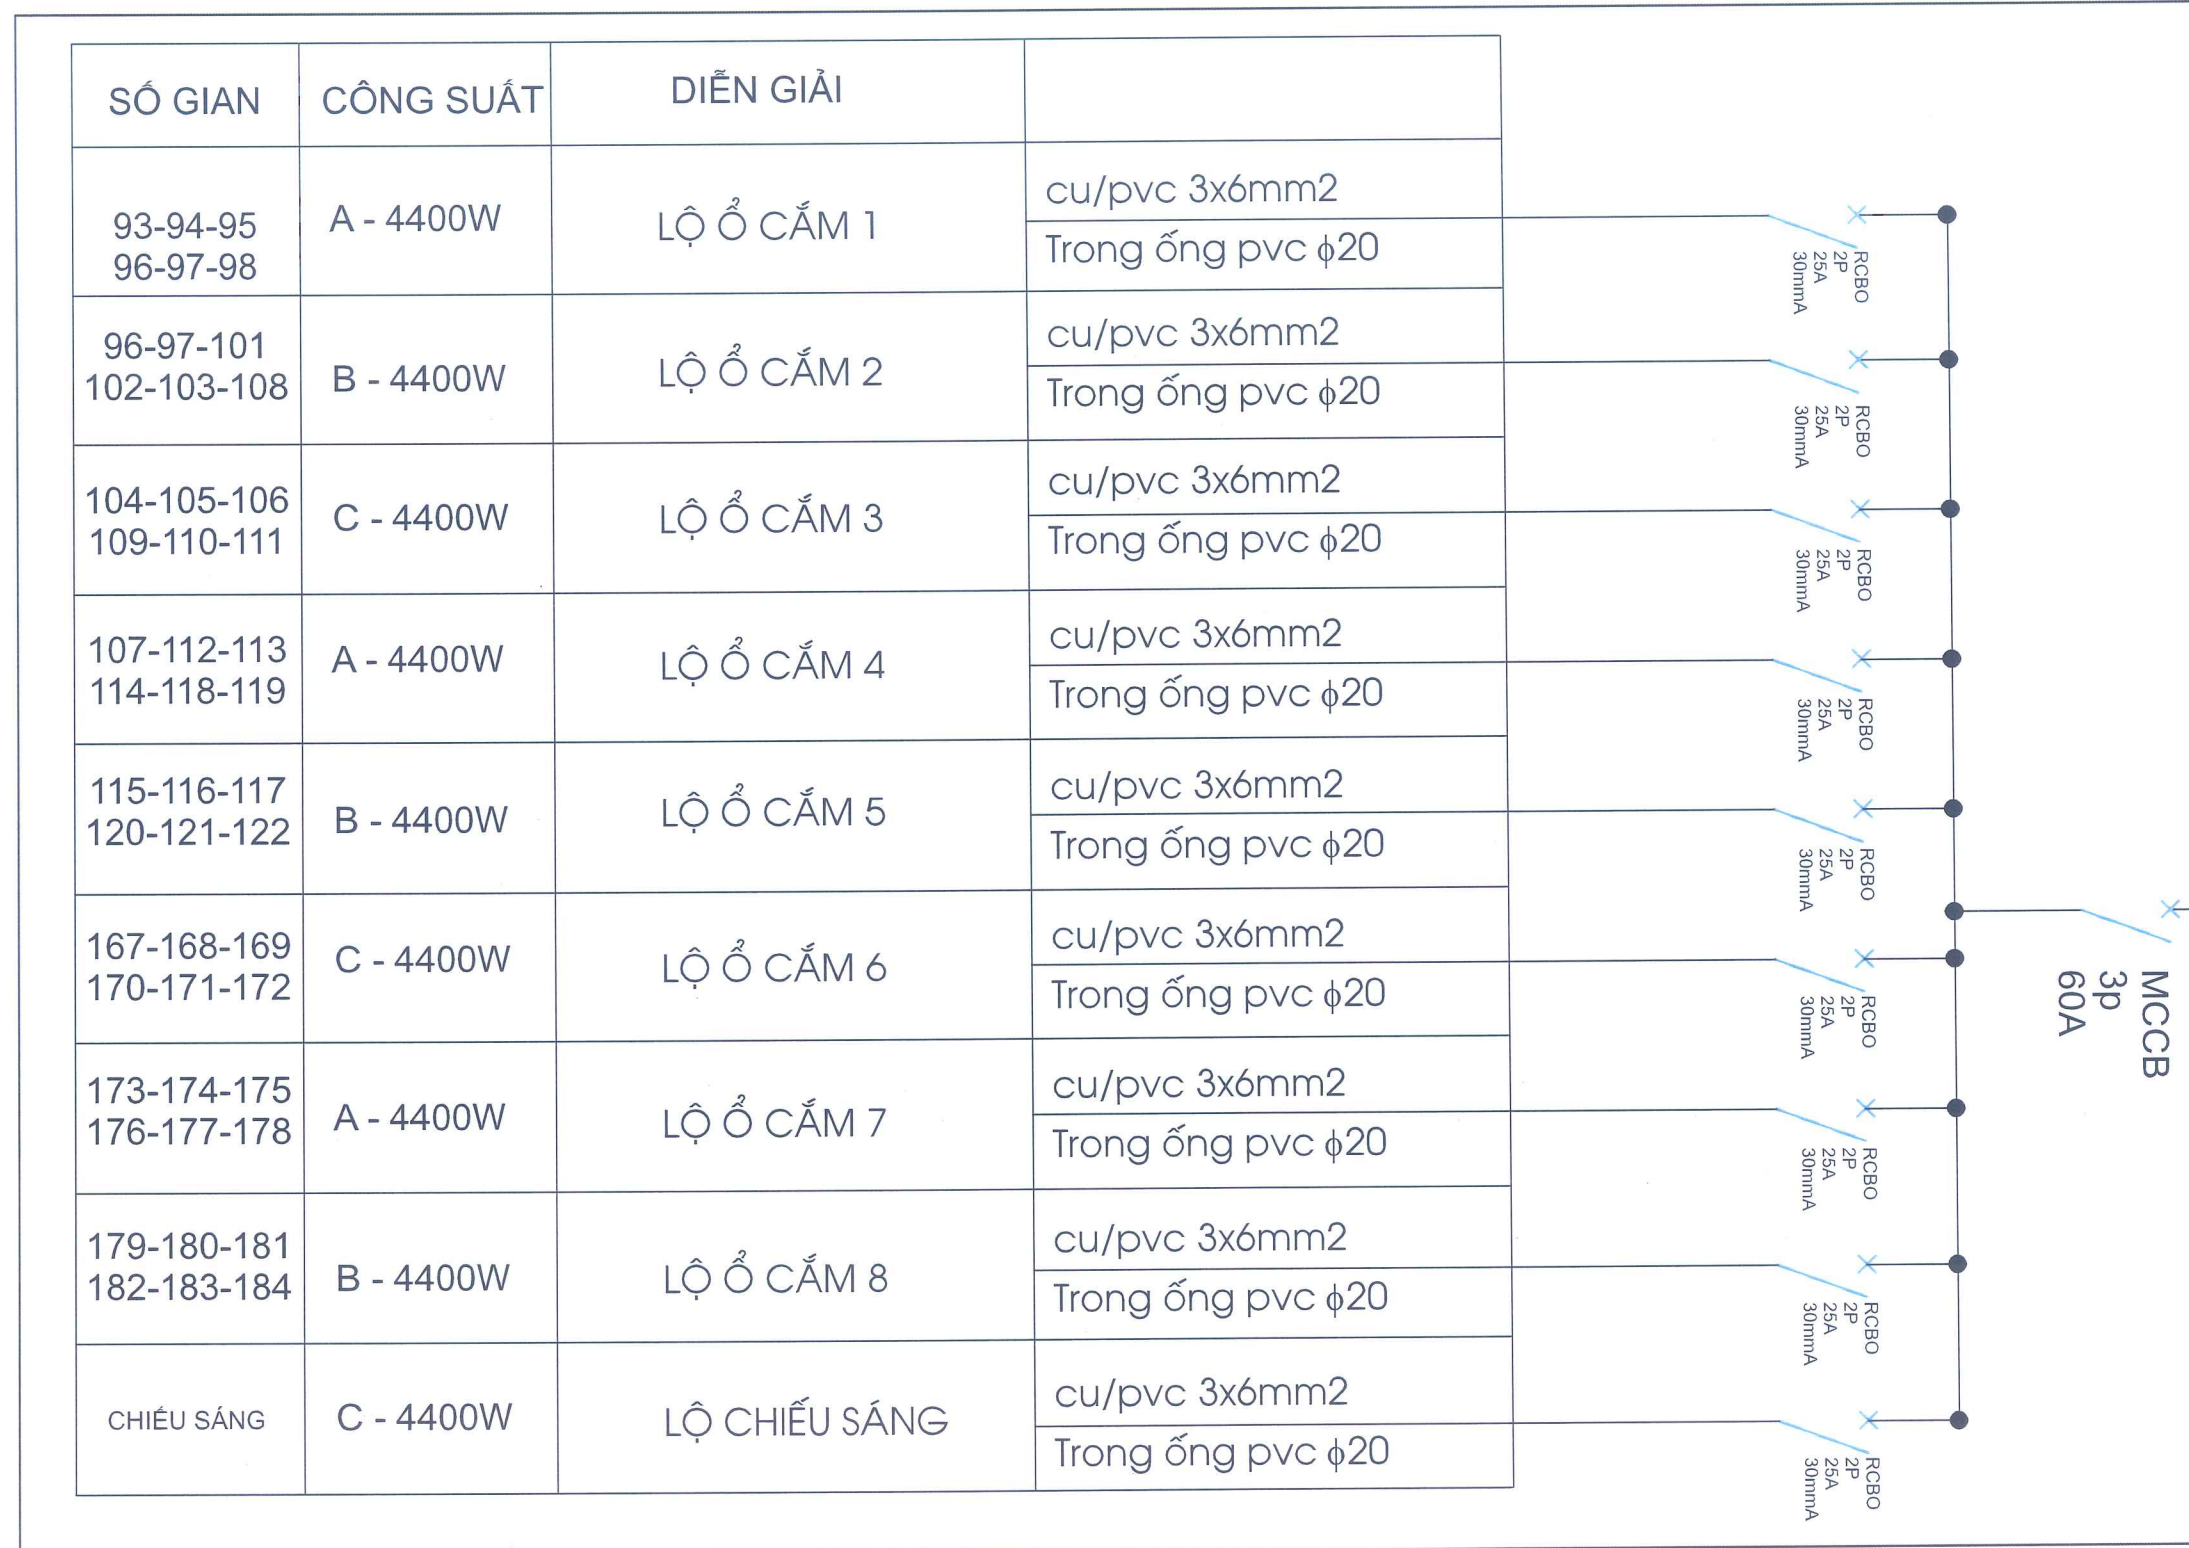 SỐ GIAN
CÔNG SUẤT
DIỄN GIẢI
93-94-95
96-97-98
A - 4400W
LỘ Ổ CẮM 1
cu/pvc 3x6mm2
Trong ống pvc ϕ20
RCBO
2P
25A
30mmA
96-97-101
102-103-108
B - 4400W
LỘ Ổ CẮM 2
cu/pvc 3x6mm2
Trong ống pvc ϕ20
RCBO
2P
25A
30mmA
104-105-106
109-110-111
C - 4400W
LỘ Ổ CẮM 3
cu/pvc 3x6mm2
Trong ống pvc ϕ20
RCBO
2P
25A
30mmA
107-112-113
114-118-119
A - 4400W
LỘ Ổ CẮM 4
cu/pvc 3x6mm2
Trong ống pvc ϕ20
RCBO
2P
25A
30mmA
115-116-117
120-121-122
B - 4400W
LỘ Ổ CẮM 5
cu/pvc 3x6mm2
Trong ống pvc ϕ20
RCBO
2P
25A
30mmA
167-168-169
170-171-172
C - 4400W
LỘ Ổ CẮM 6
cu/pvc 3x6mm2
Trong ống pvc ϕ20
RCBO
2P
25A
30mmA
MCCB
3p
60A
173-174-175
176-177-178
A - 4400W
LỘ Ổ CẮM 7
cu/pvc 3x6mm2
Trong ống pvc ϕ20
RCBO
2P
25A
30mmA
179-180-181
182-183-184
B - 4400W
LỘ Ổ CẮM 8
cu/pvc 3x6mm2
Trong ống pvc ϕ20
RCBO
2P
25A
30mmA
CHIẾU SÁNG
C - 4400W
LỘ CHIẾU SÁNG
cu/pvc 3x6mm2
Trong ống pvc ϕ20
RCBO
2P
25A
30mmA